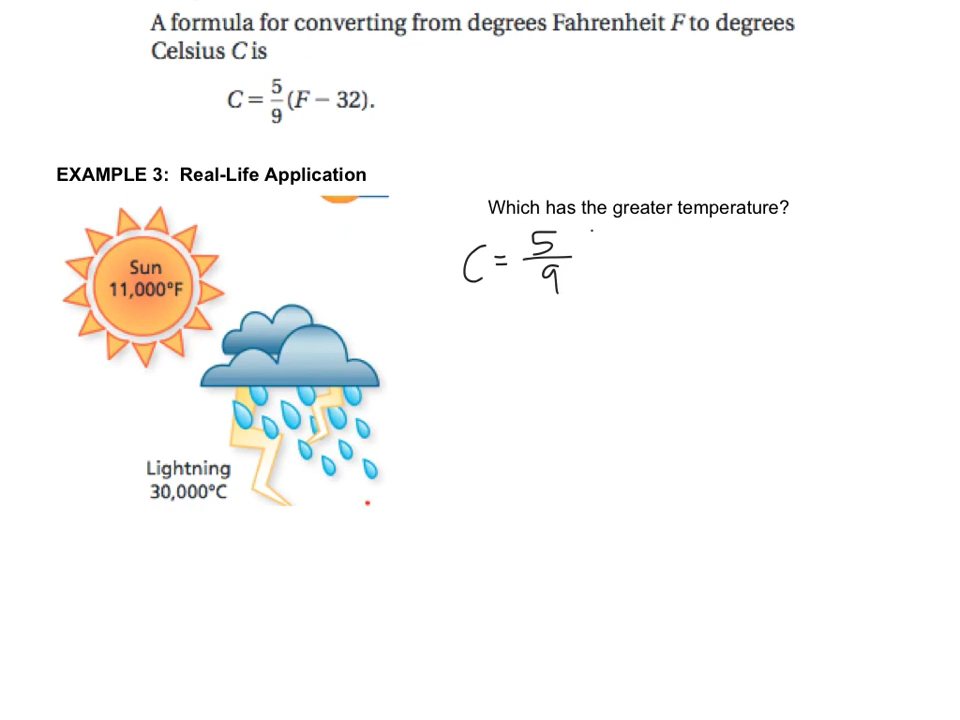 A formula for converting from degrees Fahrenheit F to degrees
Celsius C is
C = 5/9 (F − 32).
EXAMPLE 3: Real-Life Application
Which has the greater temperature?
C = 5/9
Sun
11,000°F
Lightning
30,000°C